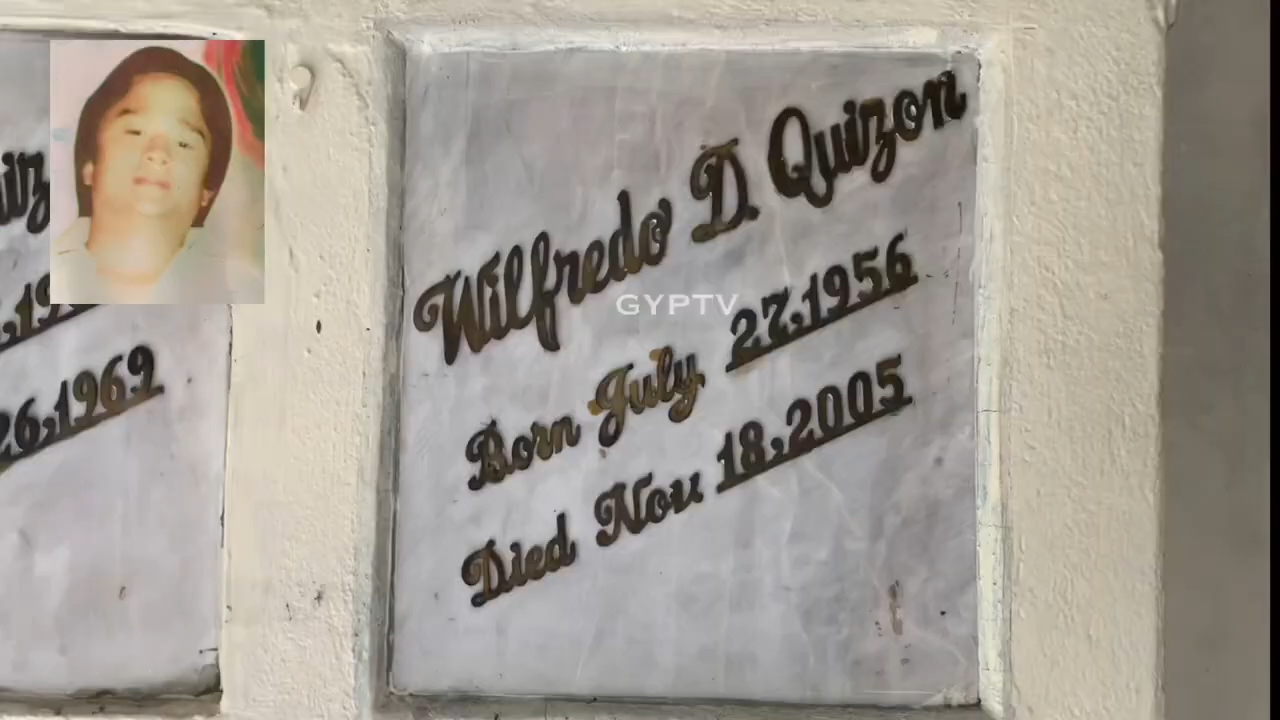 Wilfredo D. Quizon
Born July 27,1956
Died Nov 18,2005
GYPTV
26,1969